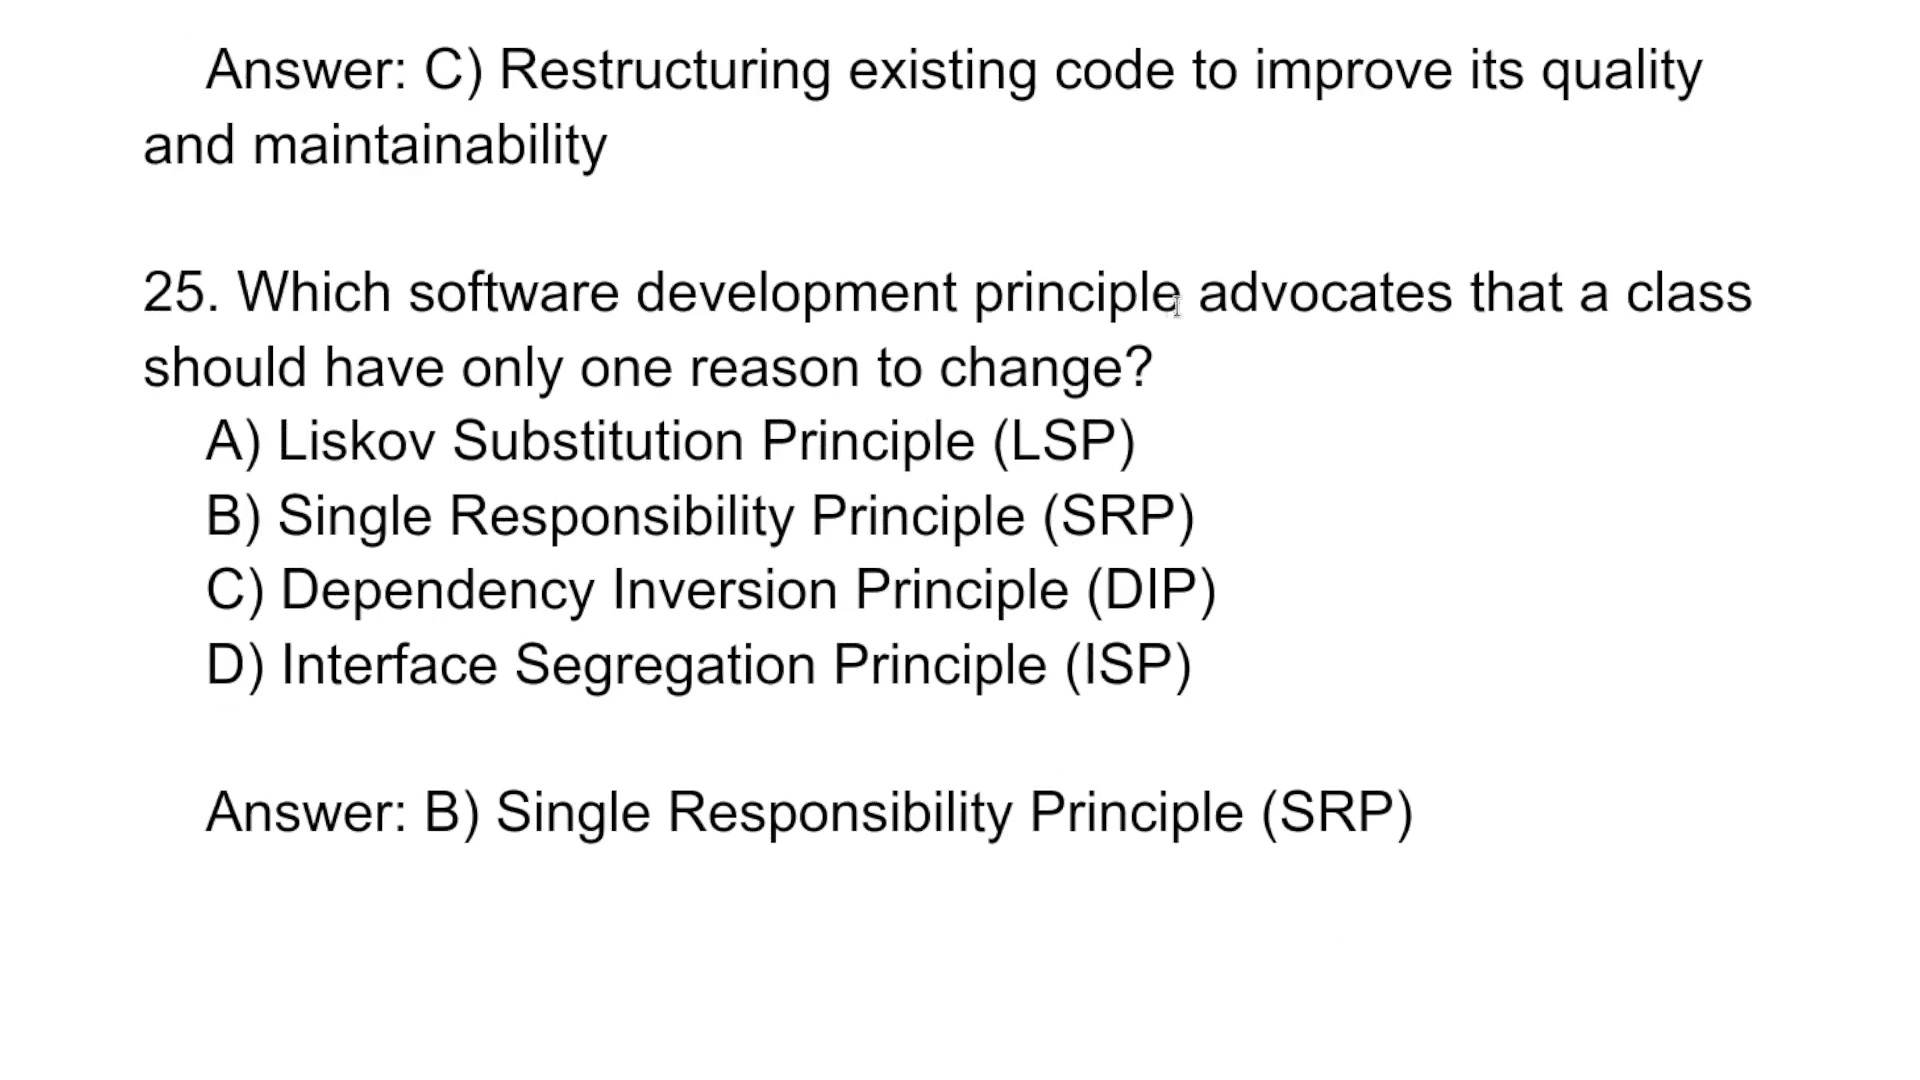 Answer: C) Restructuring existing code to improve its quality
and maintainability
25. Which software development principle advocates that a class
should have only one reason to change?
A) Liskov Substitution Principle (LSP)
B) Single Responsibility Principle (SRP)
C) Dependency Inversion Principle (DIP)
D) Interface Segregation Principle (ISP)
Answer: B) Single Responsibility Principle (SRP)